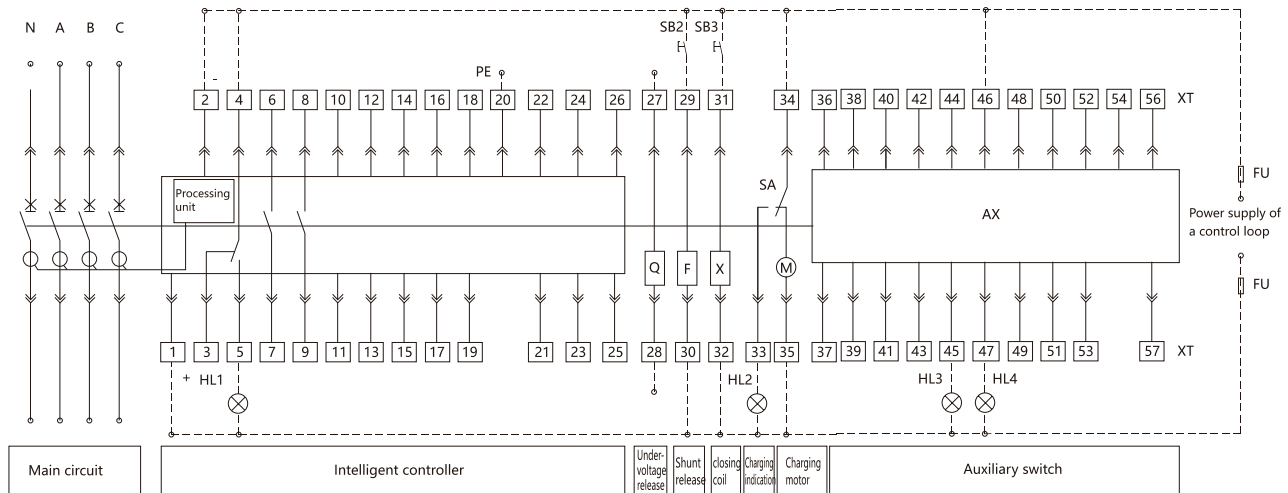 N A B C
SB2 SB3
- PE
2 4 6 8 10 12 14 16 18 20 22 24 26 27 29 31 34 36 38 40 42 44 46 48 50 52 54 56 XT
FU
Processing
unit
SA
AX
Power supply of
a control loop
Q F X M
FU
1 3 5 7 9 11 13 15 17 19 21 23 25 28 30 32 33 35 37 39 41 43 45 47 49 51 53 57 XT
+ HL1 HL2 HL3 HL4
Main circuit
Intelligent controller
Under-
voltage
release
Shunt
release
closing
coil
Charging
indication
Charging
motor
Auxiliary switch